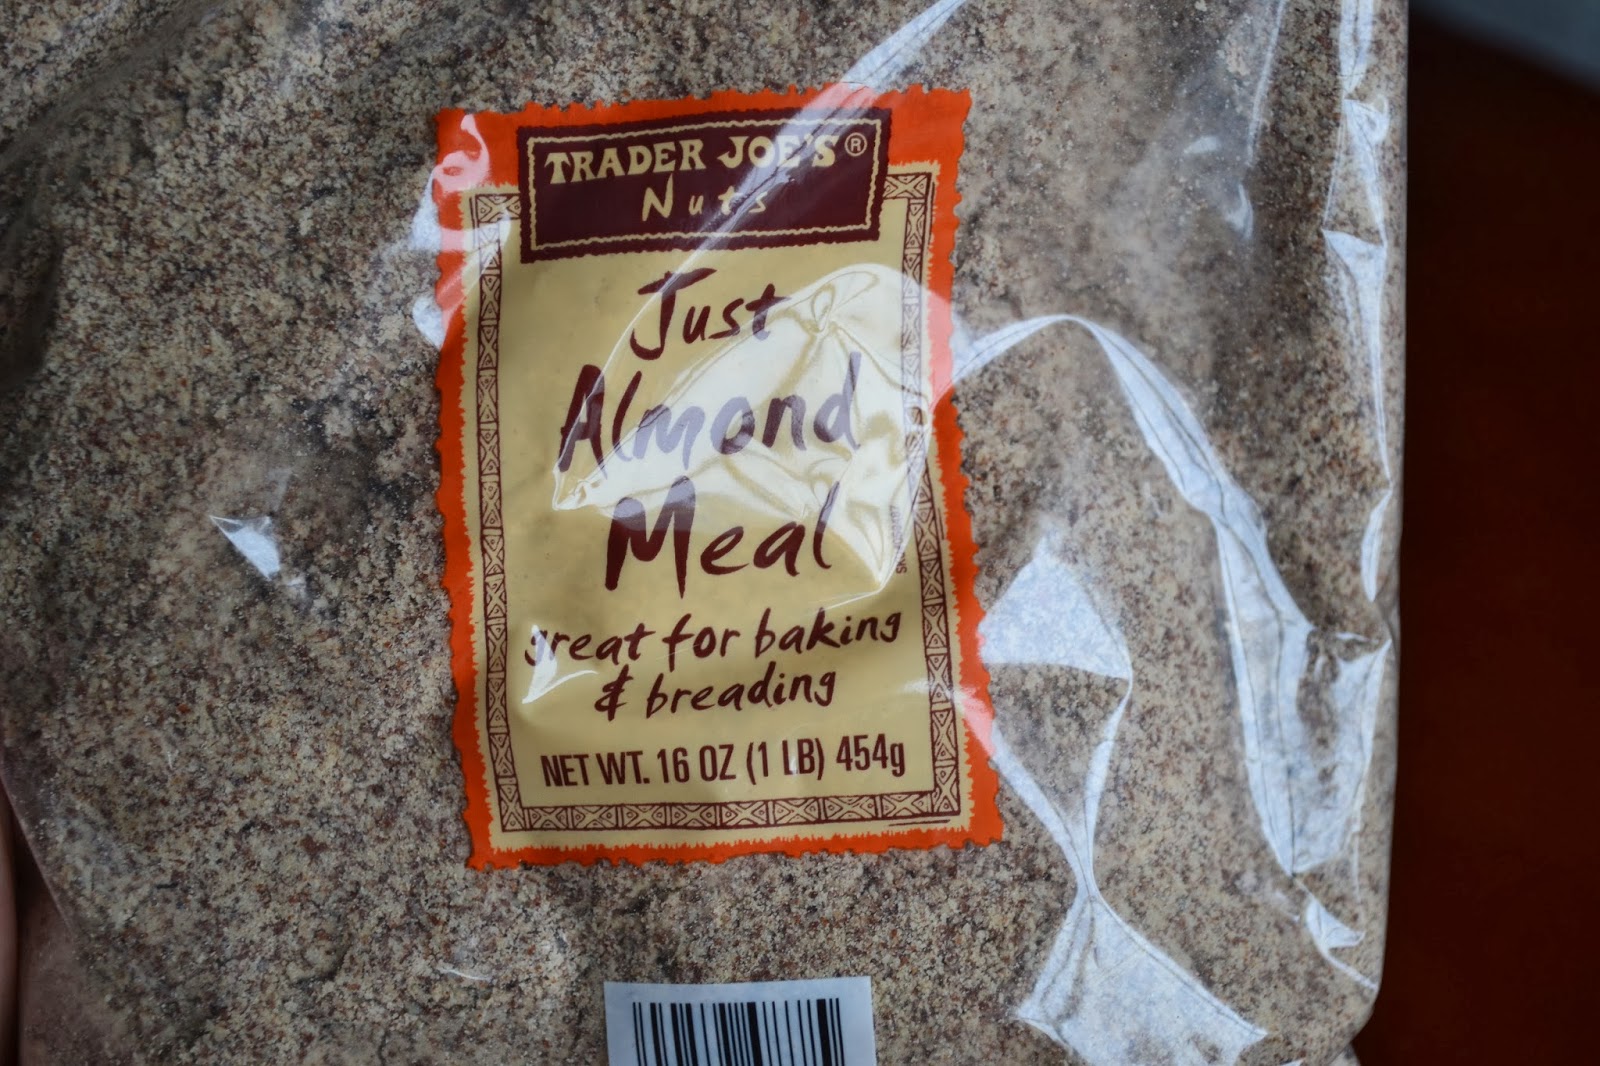 TRADER JOE'S®
Nuts
Just
Almond
Meal
great for baking
& breading
NET WT. 16 OZ (1 LB) 454g